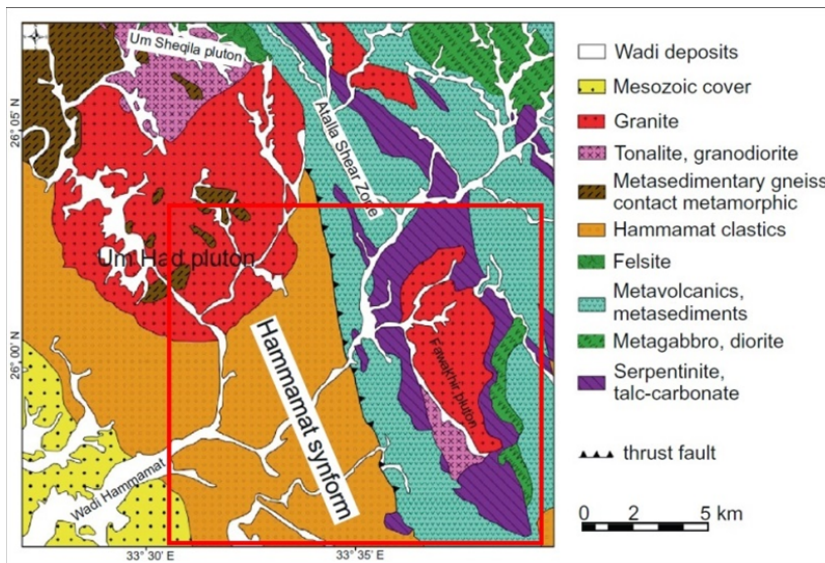 Um Sheqila pluton
26° 05' N
Atalla Shear Zone
Um Had pluton
26° 00' N
Hammamat synform
Fawakhir pluton
Wadi Hammamat
33° 30' E
33° 35' E
Wadi deposits
Mesozoic cover
Granite
Tonalite, granodiorite
Metasedimentary gneiss
contact metamorphic
Hammamat clastics
Felsite
Metavolcanics,
metasediments
Metagabbro, diorite
Serpentinite,
talc-carbonate
thrust fault
0 2 5 km